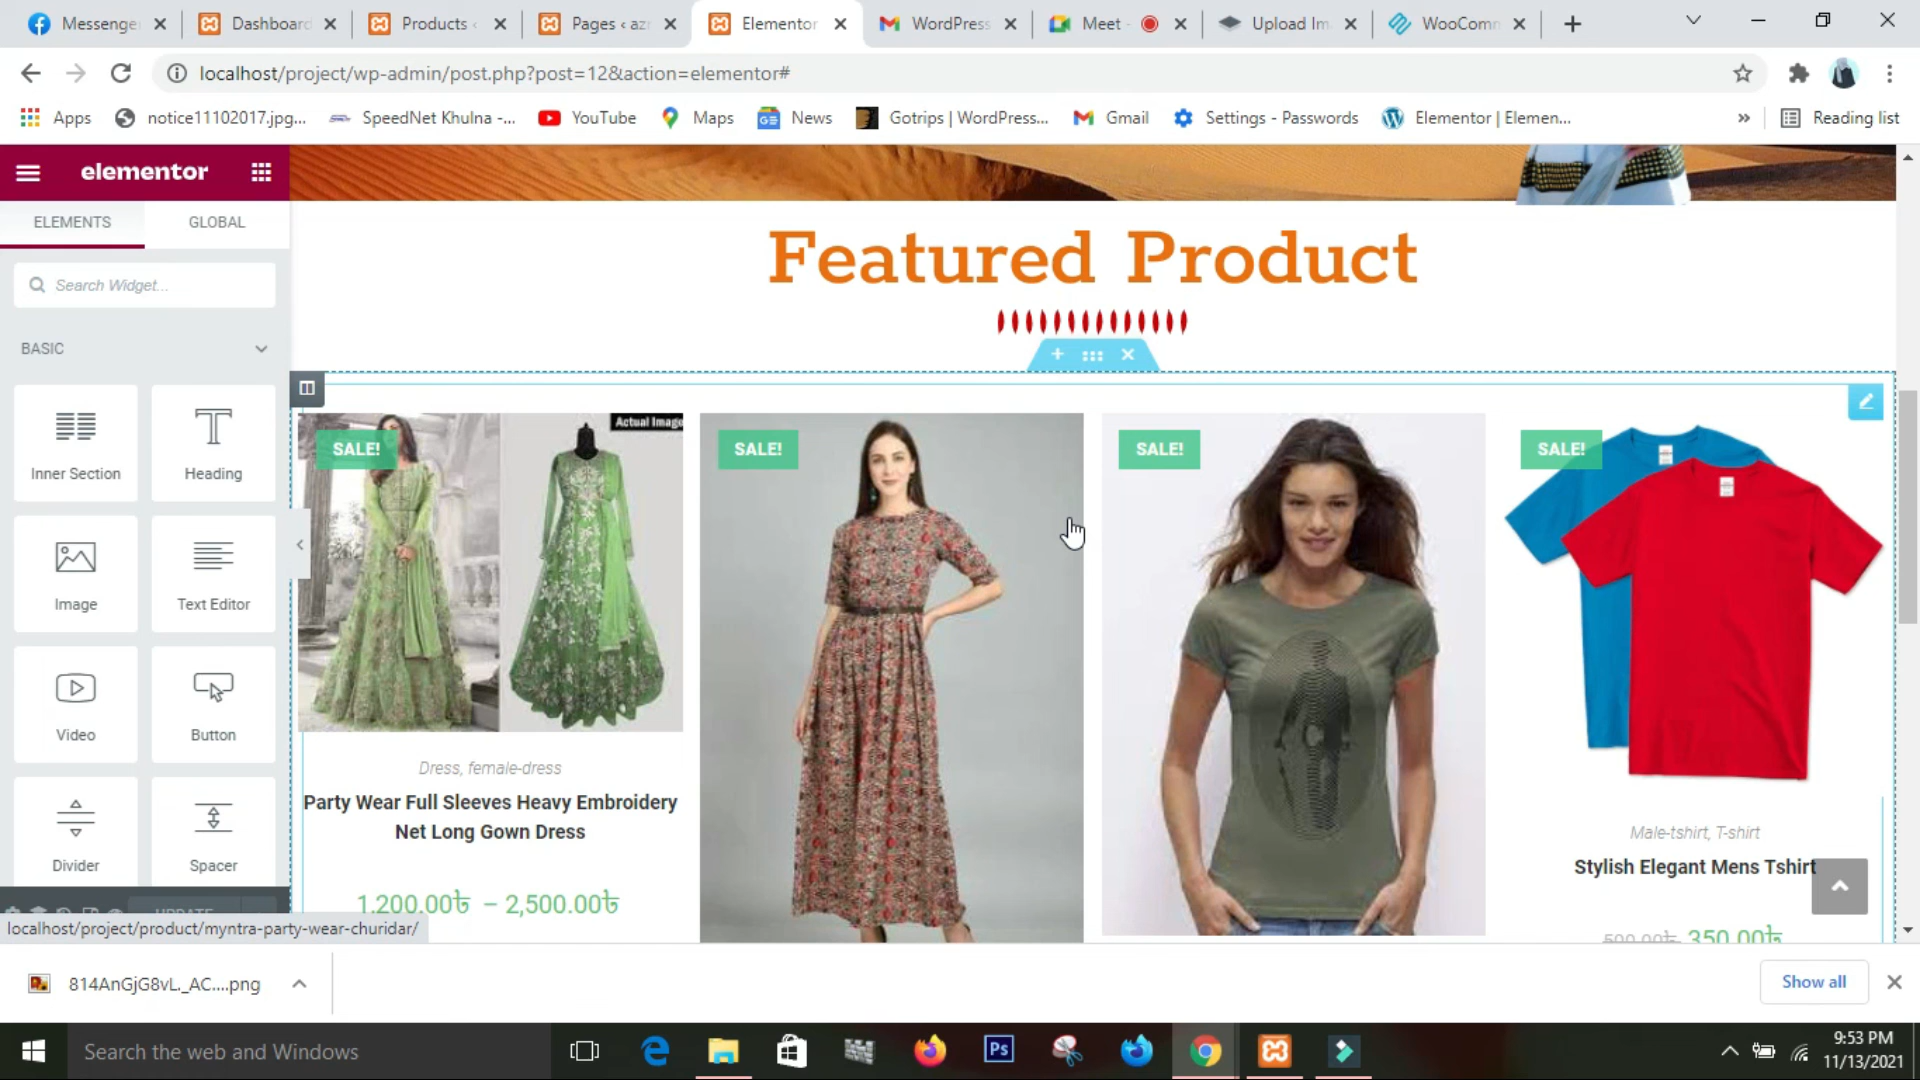 Messenge
Dashboard
Products ‹
Pages ‹ az
Elementor
WordPress
Meet -
Upload Im
WooComm
localhost/project/wp-admin/post.php?post=12&action=elementor#
Apps
notice11102017.jpg...
SpeedNet Khulna -...
YouTube
Maps
News
Gotrips | WordPress...
Gmail
Settings - Passwords
Elementor | Elemen...
»
Reading list
elementor
ELEMENTS
GLOBAL
Search Widget...
BASIC
Inner Section
Heading
Image
Text Editor
Video
Button
Divider
Spacer
UPDATE
Featured Product
Actual Image
SALE!
SALE!
SALE!
SALE!
Dress, female-dress
Party Wear Full Sleeves Heavy Embroidery
Net Long Gown Dress
1,200.00৳ – 2,500.00৳
Male-tshirt, T-shirt
Stylish Elegant Mens Tshirt
500.00৳ 350.00৳
localhost/project/product/myntra-party-wear-churidar/
814AnGjG8vL._AC....png
Show all
Search the web and Windows
Ps
9:53 PM
11/13/2021